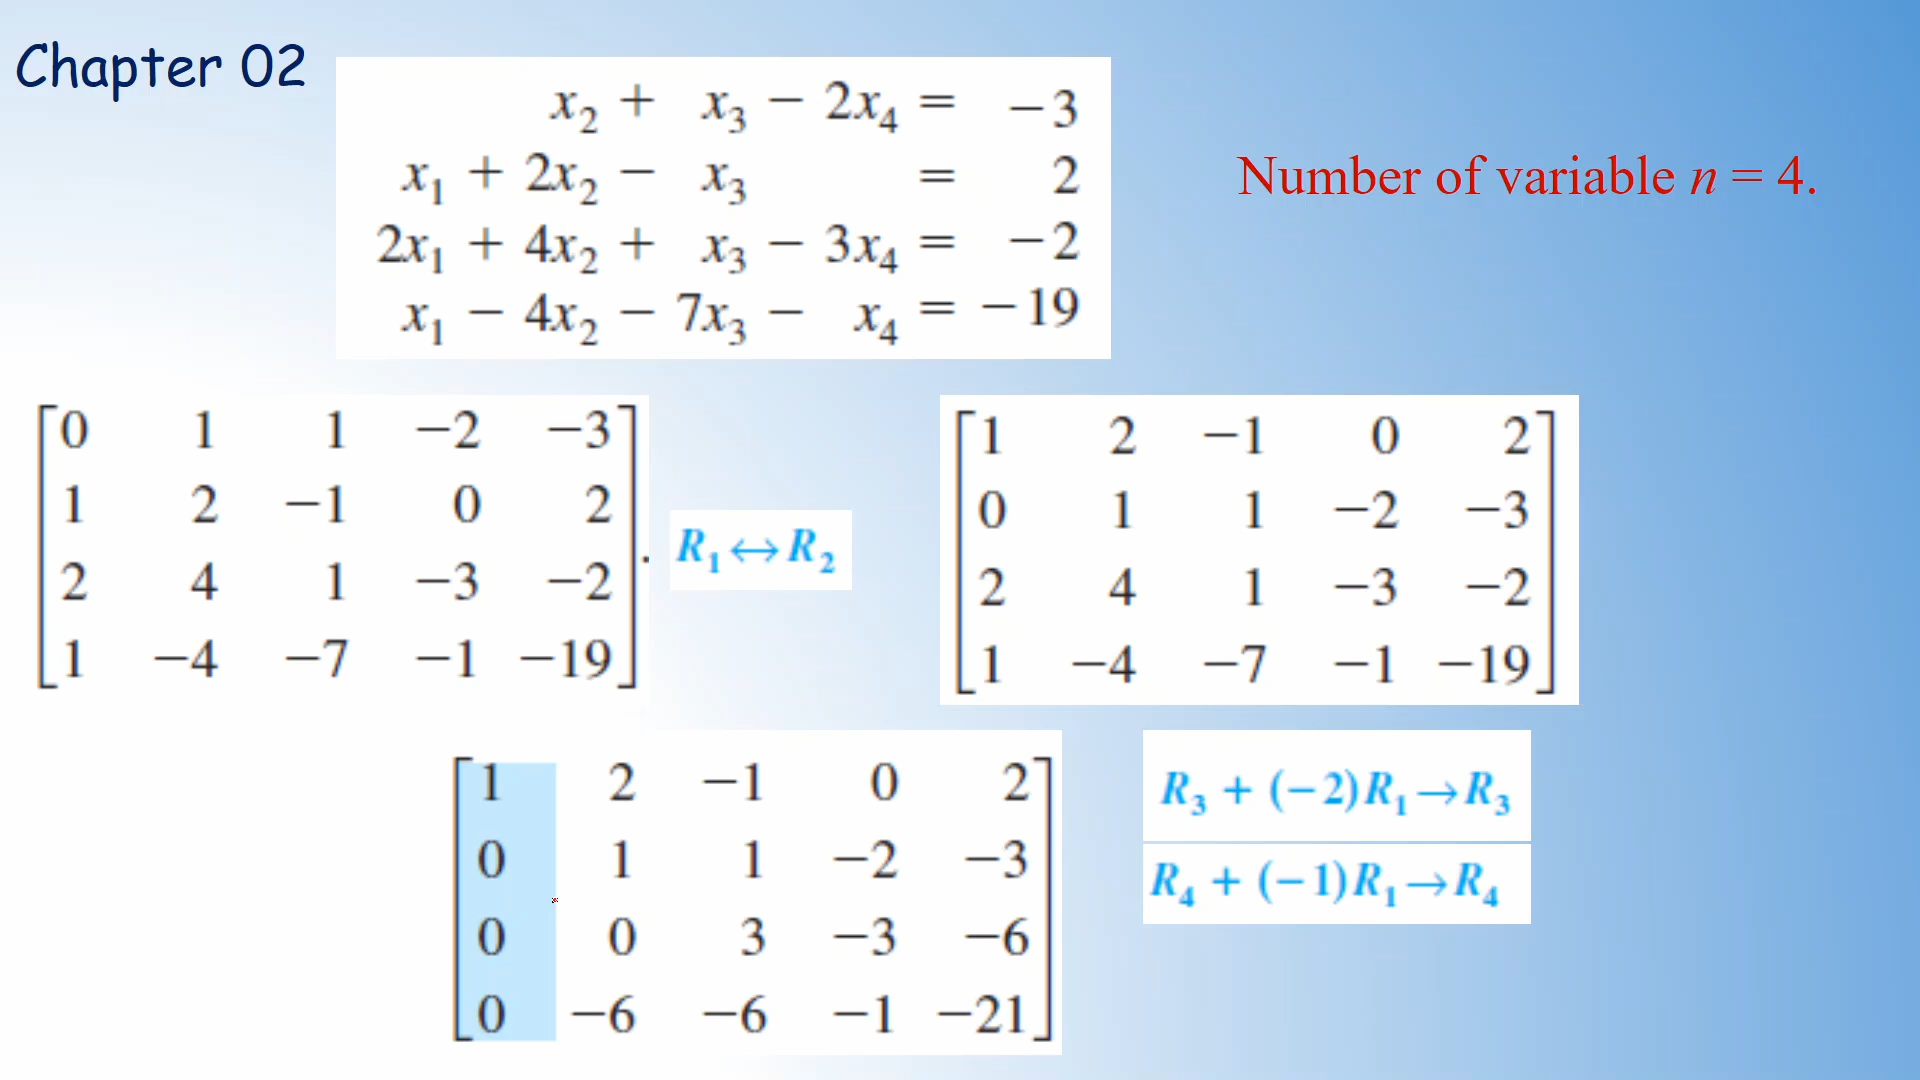 Chapter 02
x₂ + x₃ − 2x₄ = −3
x₁ + 2x₂ − x₃ = 2
2x₁ + 4x₂ + x₃ − 3x₄ = −2
x₁ − 4x₂ − 7x₃ − x₄ = −19
Number of variable n = 4.
0 1 1 −2 −3
1 2 −1 0 2
2 4 1 −3 −2
1 −4 −7 −1 −19
.
R₁ ↔ R₂
1 2 −1 0 2
0 1 1 −2 −3
2 4 1 −3 −2
1 −4 −7 −1 −19
1 2 −1 0 2
0 1 1 −2 −3
0 0 3 −3 −6
0 −6 −6 −1 −21
R₃ + (−2)R₁ → R₃
R₄ + (−1)R₁ → R₄